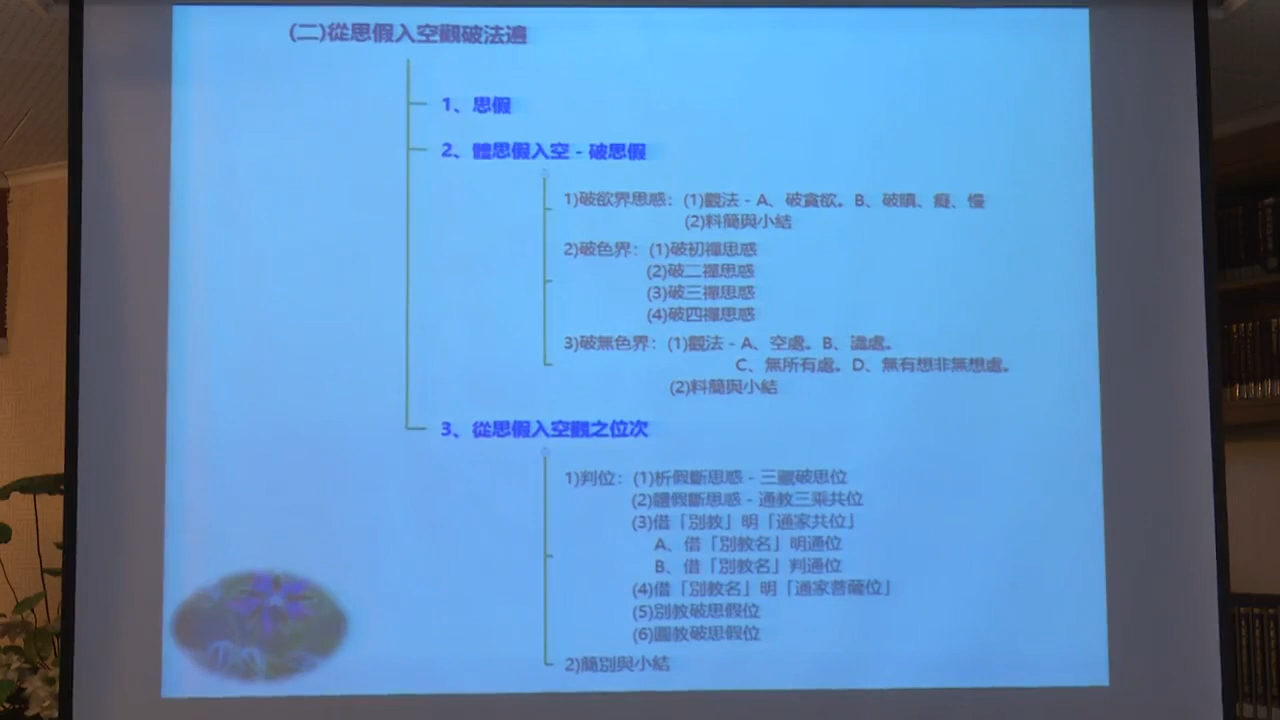 (二)從思假入空觀破法遍
1、思假
2、體思假入空 - 破思假
1)破欲界思惑：(1)觀法 - A、破貪欲。B、破瞋、癡、慢
(2)料簡與小結
2)破色界：(1)破初禪思惑
(2)破二禪思惑
(3)破三禪思惑
(4)破四禪思惑
3)破無色界：(1)觀法 - A、空處。B、識處。
C、無所有處。D、無有想非無想處。
(2)料簡與小結
3、從思假入空觀之位次
1)判位：(1)析假斷思惑 - 三藏破思位
(2)體假斷思惑 - 通教三乘共位
(3)借「別教」明「通家共位」
A、借「別教名」明通位
B、借「別教名」判通位
(4)借「別教名」明「通家菩薩位」
(5)別教破思假位
(6)圓教破思假位
2)簡別與小結